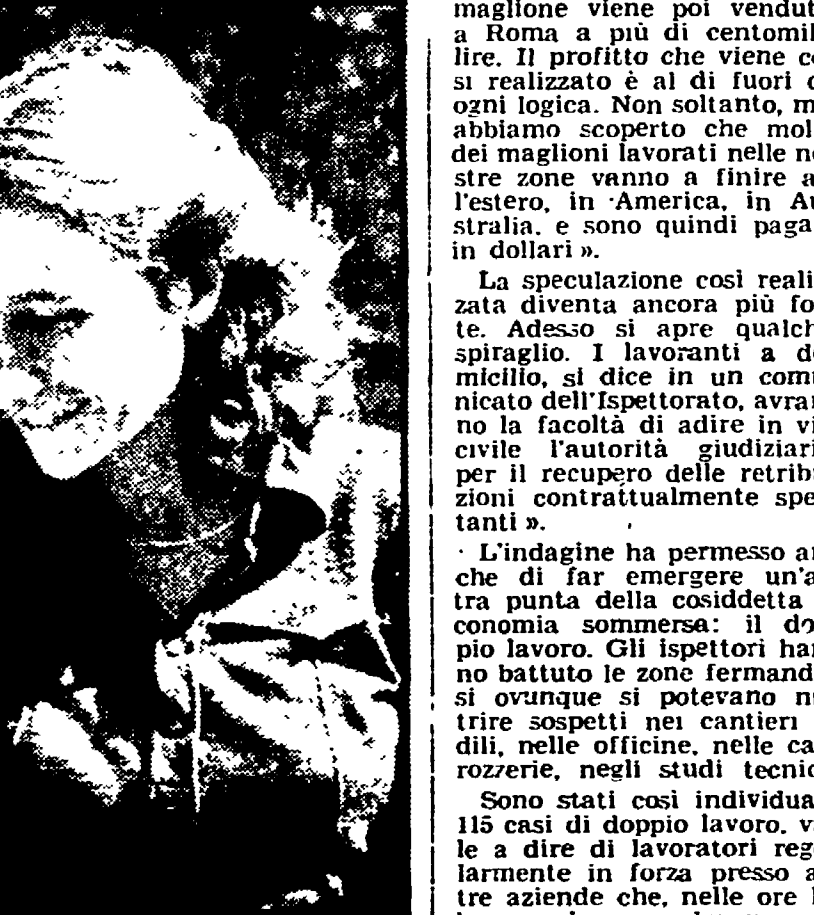 maglione viene poi vendut
a Roma a più di centomil
lire. Il profitto che viene c
si realizzato è al di fuori
ogni logica. Non soltanto, m
abbiamo scoperto che mol
dei maglioni lavorati nelle n
stre zone vanno a finire a
l'estero, in America, in Au
stralia. e sono quindi paga
in dollari ».
La speculazione così reali
zata diventa ancora più fo
te. Adesso si apre qualch
spiraglio. I lavoranti a d
micilio, si dice in un com
nicato dell'Ispettorato, avran
no la facoltà di adire in vi
civile l'autorità giudiziari
per il recupero delle retrib
zioni contrattualmente spe
tanti ».
L'indagine ha permesso an
che di far emergere un'a
tra punta della cosiddetta
conomia sommersa: il do
pio lavoro. Gli ispettori han
no battuto le zone fermand
si ovunque si potevano n
trire sospetti nei cantieri
dili, nelle officine, nelle ca
rozzerie, negli studi tecnic
Sono stati così individua
115 casi di doppio lavoro. v
le a dire di lavoratori reg
larmente in forza presso a
tre aziende che, nelle ore l